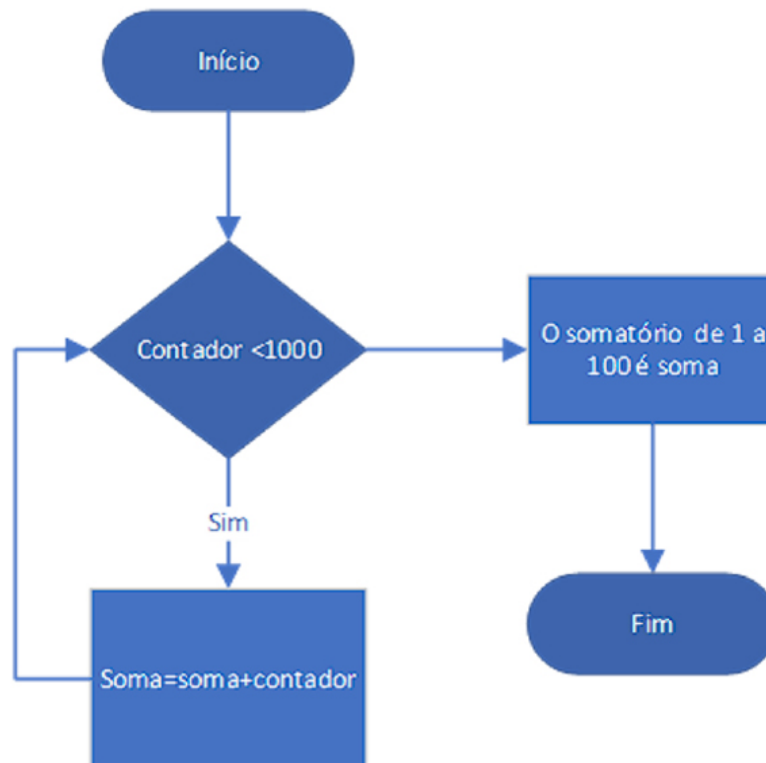 Início
Contador <1000
O somatório de 1 a
100 é soma
Sim
Soma=soma+contador
Fim